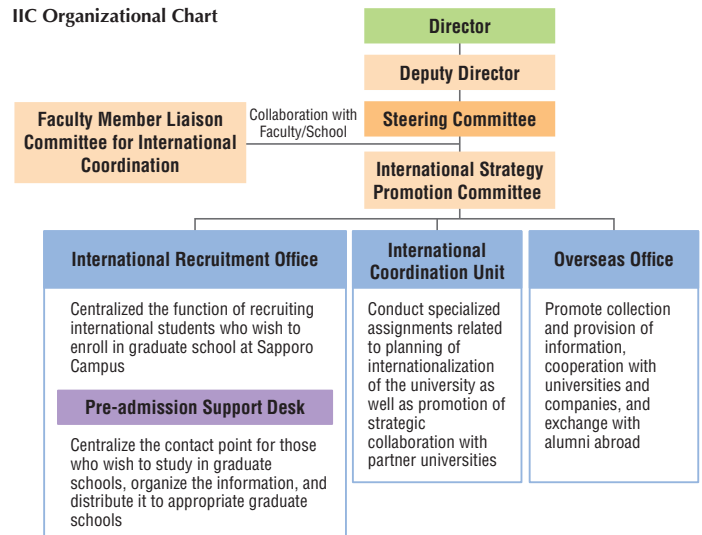 IIC Organizational Chart
Director
Deputy Director
Steering Committee
Collaboration with
Faculty/School
Faculty Member Liaison
Committee for International
Coordination
International Strategy
Promotion Committee
International Recruitment Office
Centralized the function of recruiting
international students who wish to
enroll in graduate school at Sapporo
Campus
Pre-admission Support Desk
Centralize the contact point for those
who wish to study in graduate
schools, organize the information, and
distribute it to appropriate graduate
schools
International
Coordination Unit
Conduct specialized
assignments related
to planning of
internationalization
of the university as
well as promotion of
strategic
collaboration with
partner universities
Overseas Office
Promote collection
and provision of
information,
cooperation with
universities and
companies, and
exchange with
alumni abroad